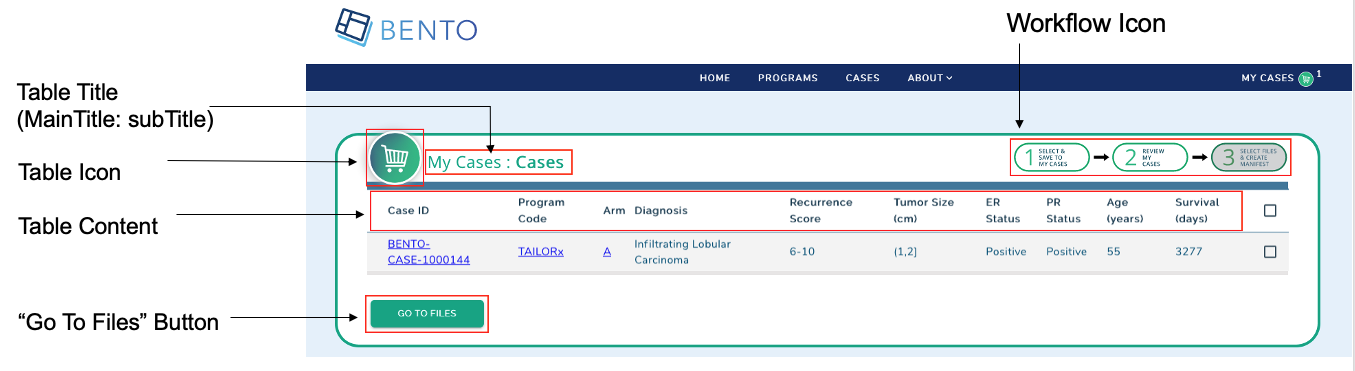 Workflow Icon
BENTO
HOME PROGRAMS CASES ABOUT MY CASES 1
Table Title
(MainTitle: subTitle)
Table Icon
My Cases : Cases
1 SELECT & SAVE TO MY CASES
2 REVIEW MY CASES
3 SELECT FILES & CREATE MANIFEST
Table Content
Case ID Program Code Arm Diagnosis Recurrence Score Tumor Size (cm) ER Status PR Status Age (years) Survival (days)
BENTO-CASE-1000144 TAILORx A Infiltrating Lobular Carcinoma 6-10 (1,2] Positive Positive 55 3277
“Go To Files” Button
GO TO FILES